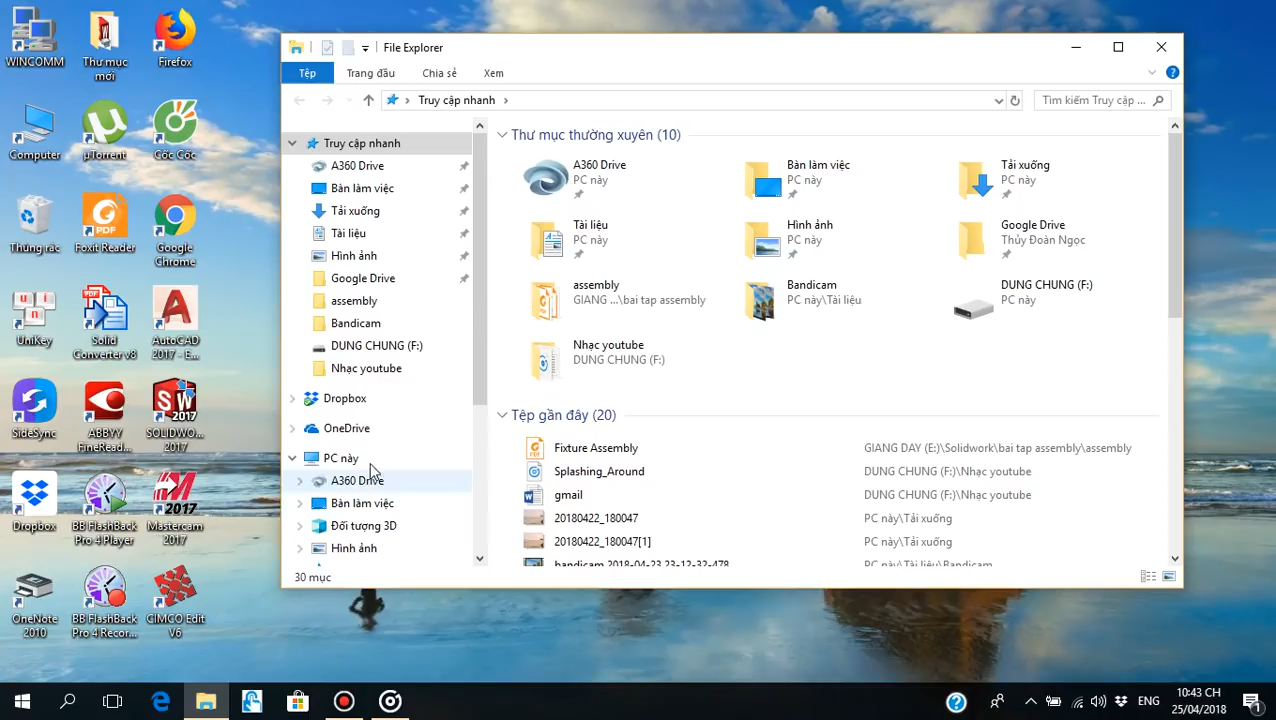 WINCOMM
Thư mục
mới
Firefox
Computer
µTorrent
Cốc Cốc
Thùng rác
Foxit Reader
Google
Chrome
UniKey
Solid
Converter v8
AutoCAD
2017 - E...
SideSync
ABBYY
FineRead...
SOLIDWO...
2017
Dropbox
BB FlashBack
Pro 4 Player
Mastercam
2017
OneNote
2010
BB FlashBack
Pro 4 Recor...
CIMCO Edit
V6
File Explorer
Tệp
Trang đầu
Chia sẻ
Xem
Truy cập nhanh
Tìm kiếm Truy cập ...
Truy cập nhanh
A360 Drive
Bàn làm việc
Tải xuống
Tài liệu
Hình ảnh
Google Drive
assembly
Bandicam
DUNG CHUNG (F:)
Nhạc youtube
Dropbox
OneDrive
PC này
A360 Drive
Bàn làm việc
Đối tượng 3D
Hình ảnh
Thư mục thường xuyên (10)
A360 Drive
PC này
Bàn làm việc
PC này
Tải xuống
PC này
Tài liệu
PC này
Hình ảnh
PC này
Google Drive
Thủy Đoàn Ngọc
assembly
GIANG ...\bai tap assembly
Bandicam
PC này\Tài liệu
DUNG CHUNG (F:)
PC này
Nhạc youtube
DUNG CHUNG (F:)
Tệp gần đây (20)
Fixture Assembly
GIANG DAY (E:)\Solidwork\bai tap assembly\assembly
Splashing_Around
DUNG CHUNG (F:)\Nhạc youtube
gmail
DUNG CHUNG (F:)\Nhạc youtube
20180422_180047
PC này\Tải xuống
20180422_180047[1]
PC này\Tải xuống
bandicam 2018-04-23 23-12-32-478
PC này\Tài liệu\Bandicam
30 mục
ENG
10:43 CH
25/04/2018